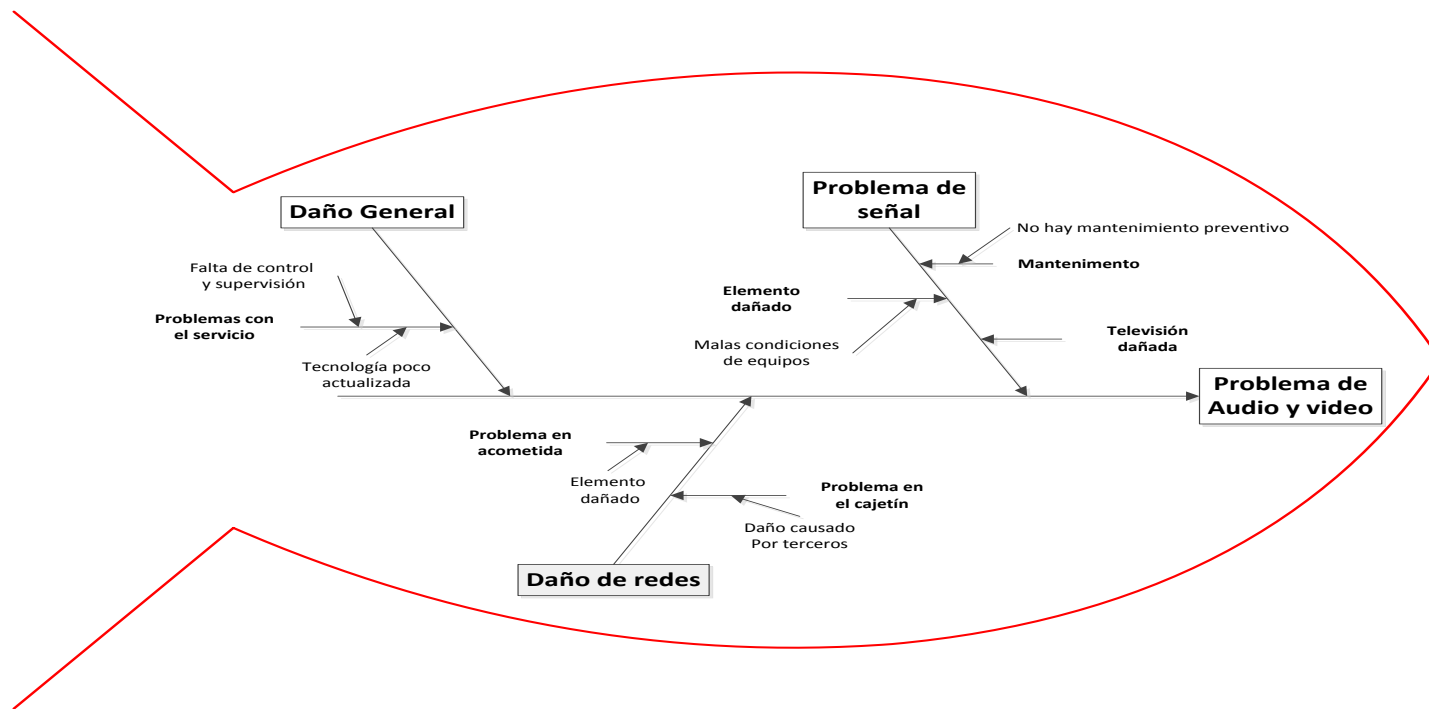 Daño General
Falta de control
y supervisión
Problemas con
el servicio
Tecnología poco
actualizada
Problema de
señal
No hay mantenimiento preventivo
Mantenimento
Elemento
dañado
Malas condiciones
de equipos
Televisión
dañada
Problema de
Audio y video
Problema en
acometida
Elemento
dañado
Problema en
el cajetín
Daño causado
Por terceros
Daño de redes